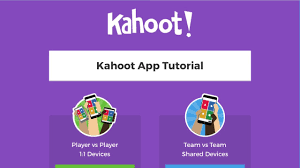 Kahoot!
Kahoot App Tutorial
Player vs Player
1:1 Devices
Team vs Team
Shared Devices